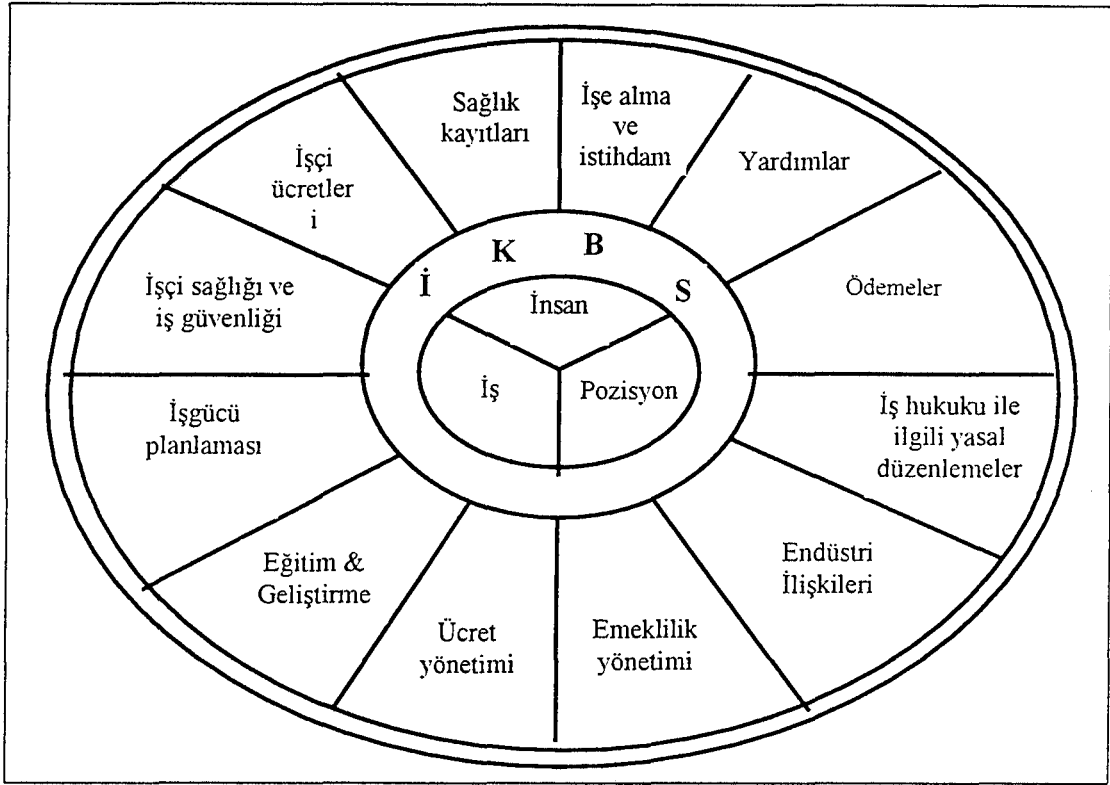 Sağlık
kayıtları
İşe alma
ve
istihdam
Yardımlar
Ödemeler
İş hukuku ile
ilgili yasal
düzenlemeler
Endüstri
İlişkileri
Emeklilik
yönetimi
Ücret
yönetimi
Eğitim &
Geliştirme
İşgücü
planlaması
İşçi sağlığı ve
iş güvenliği
İşçi
ücretler
i
İ K B S
İnsan
İş
Pozisyon